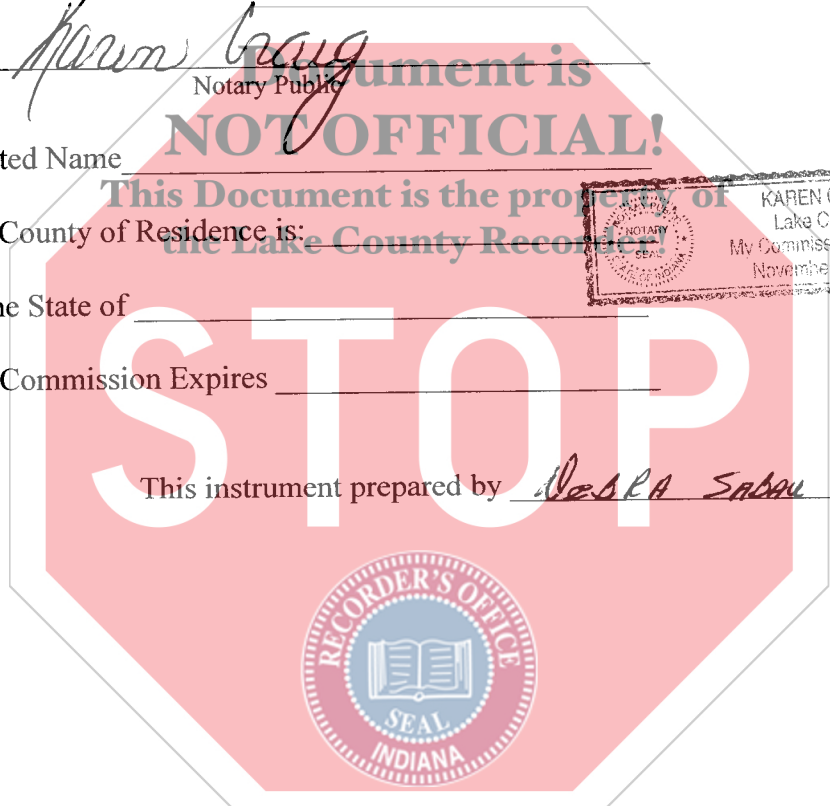 Karen Craig
Document is
Notary Public
NOT OFFICIAL!
ted Name
This Document is the property of
KAREN
County of Residence is:
Lake C
the Lake County Recorder!
NOTARY
SEAL
My Commiss
Novembe
e State of
STOP
Commission Expires
This instrument prepared by DEBRA SABAU
RECORDER'S OFFICE
SEAL
INDIANA